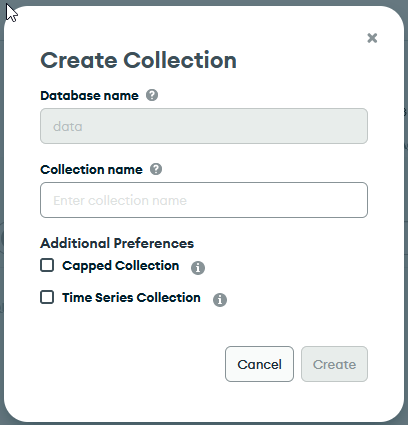 Create Collection
Database name
data
Collection name
Enter collection name
Additional Preferences
Capped Collection
Time Series Collection
Cancel
Create